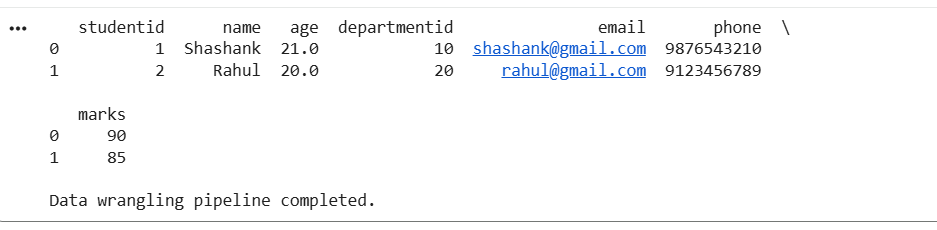 studentid name age departmentid email phone \
0 1 Shashank 21.0 10 shashank@gmail.com 9876543210
1 2 Rahul 20.0 20 rahul@gmail.com 9123456789
marks
0 90
1 85
Data wrangling pipeline completed.